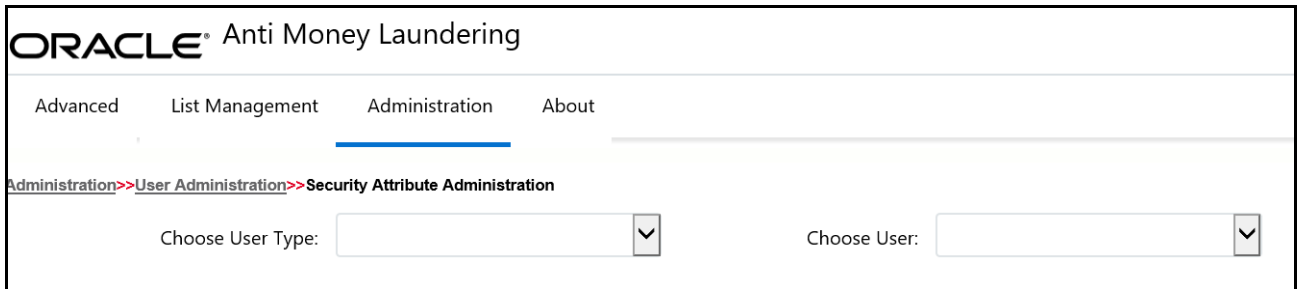 ORACLE® Anti Money Laundering
Advanced List Management Administration About
Administration>>User Administration>>Security Attribute Administration
Choose User Type: Choose User: